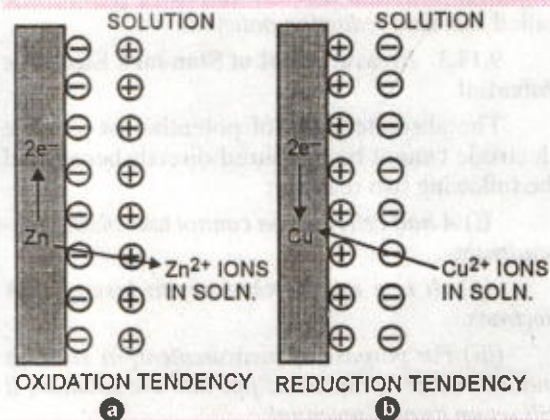 SOLUTION
2e⁻
Zn
Zn²⁺ IONS
IN SOLN.
OXIDATION TENDENCY
a
SOLUTION
2e⁻
Cu
Cu²⁺ IONS
IN SOLN.
REDUCTION TENDENCY
b